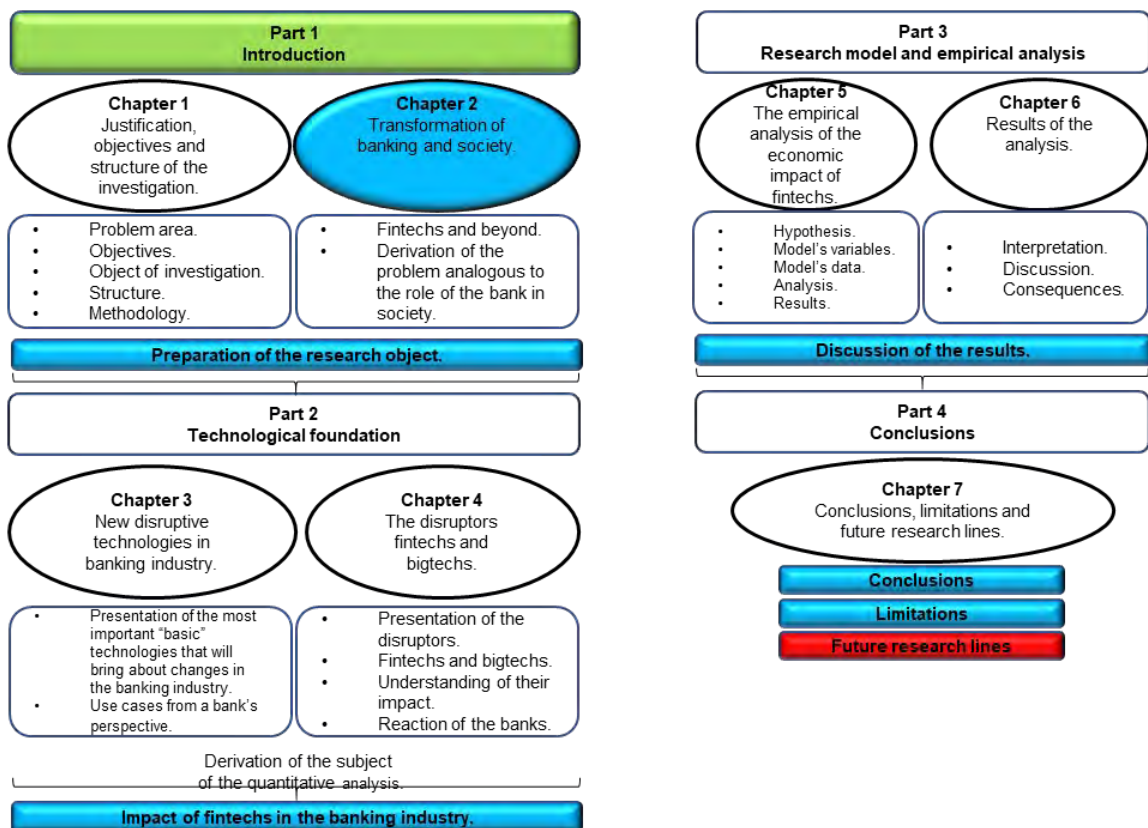 Part 1
Introduction
Chapter 1
Justification,
objectives and
structure of the
investigation.
Chapter 2
Transformation of
banking and society.
• Problem area.
• Objectives.
• Object of investigation.
• Structure.
• Methodology.
• Fintechs and beyond.
• Derivation of the
problem analogous to
the role of the bank in
society.
Preparation of the research object.
Part 2
Technological foundation
Chapter 3
New disruptive
technologies in
banking industry.
Chapter 4
The disruptors
fintechs and
bigtechs.
• Presentation of the most
important “basic”
technologies that will
bring about changes in
the banking industry.
• Use cases from a bank’s
perspective.
• Presentation of the
disruptors.
• Fintechs and bigtechs.
• Understanding of their
impact.
• Reaction of the banks.
Derivation of the subject
of the quantitative analysis.
Impact of fintechs in the banking industry.
Part 3
Research model and empirical analysis
Chapter 5
The empirical
analysis of the
economic
impact of
fintechs.
Chapter 6
Results of the
analysis.
• Hypothesis.
• Model’s variables.
• Model’s data.
• Analysis.
• Results.
• Interpretation.
• Discussion.
• Consequences.
Discussion of the results.
Part 4
Conclusions
Chapter 7
Conclusions, limitations and
future research lines.
Conclusions
Limitations
Future research lines